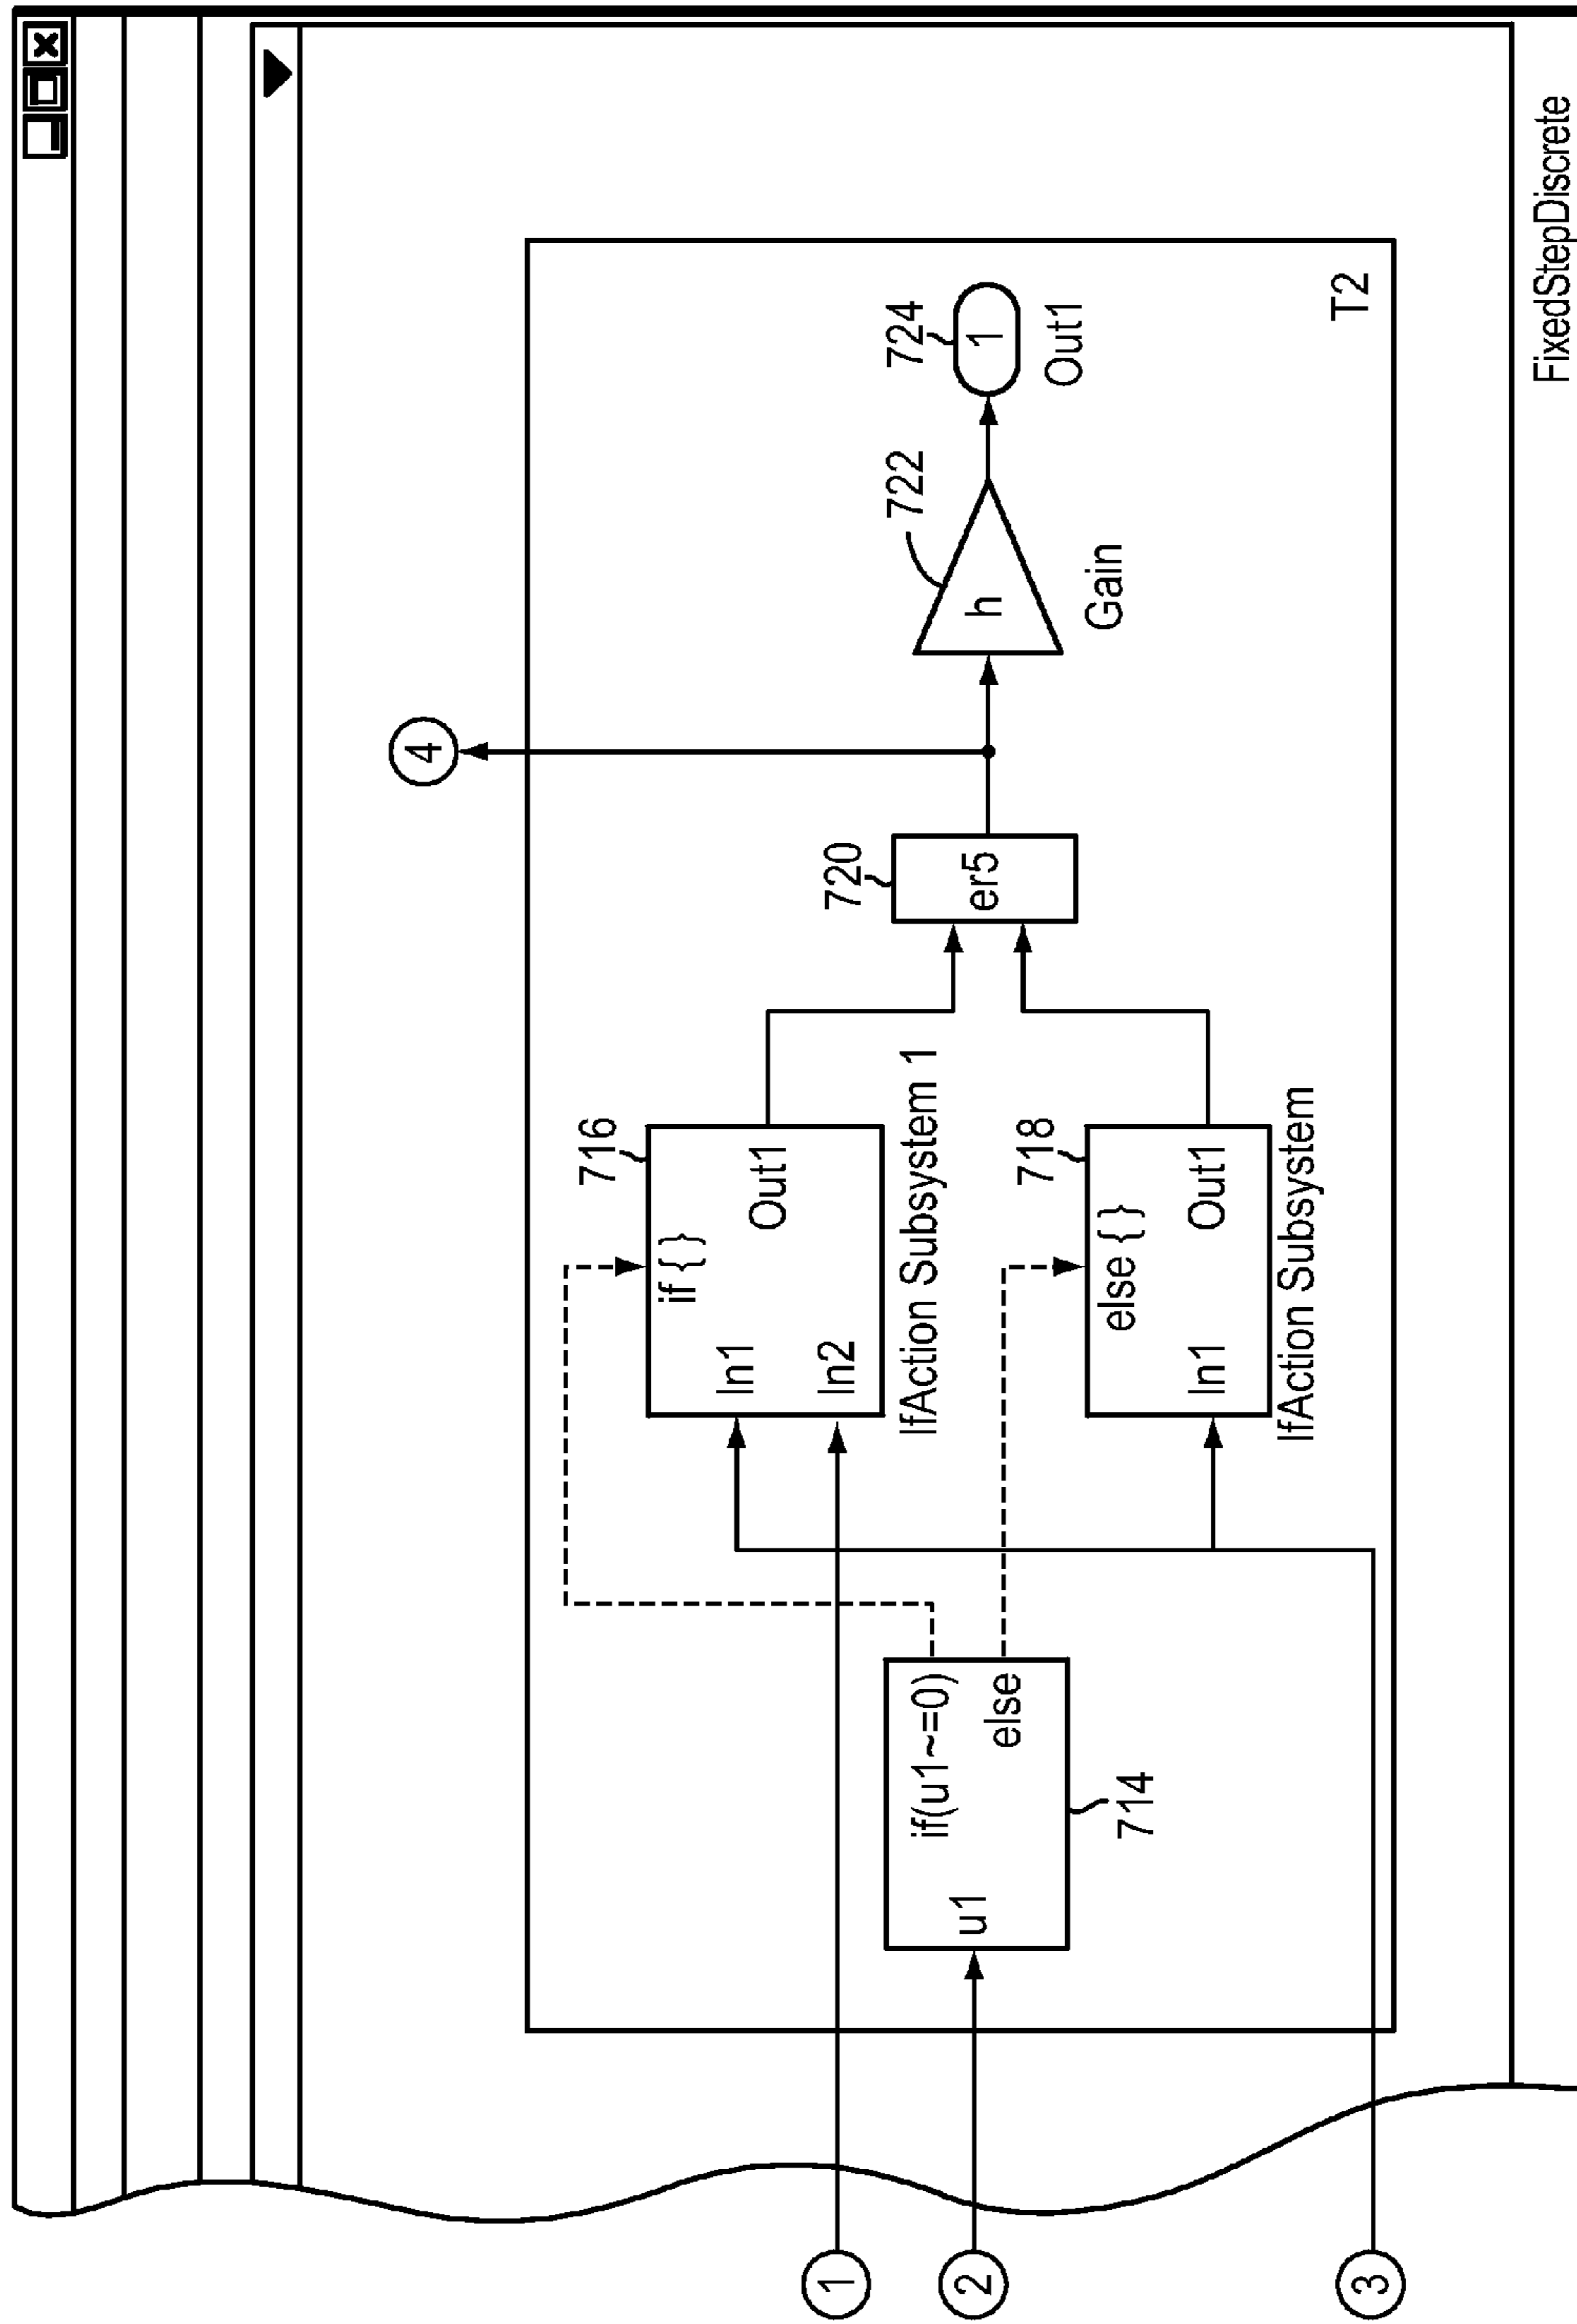 4
716
if { }
In1
Out1
In2
IfAction Subsystem 1
1
2
u1
if(u1~=0)
else
714
718
else { }
In1
Out1
IfAction Subsystem
3
720
er5
722
h
Gain
724
1
Out1
T2
FixedStepDiscrete